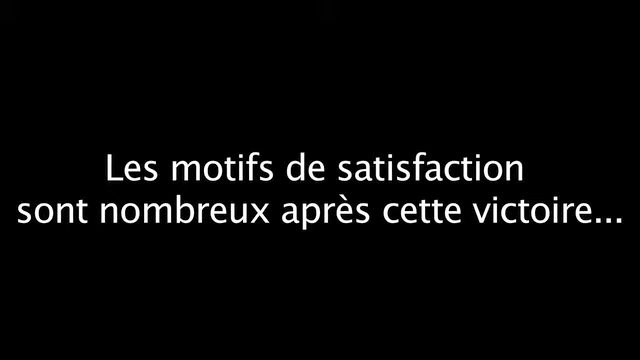 Les motifs de satisfaction
sont nombreux après cette victoire...